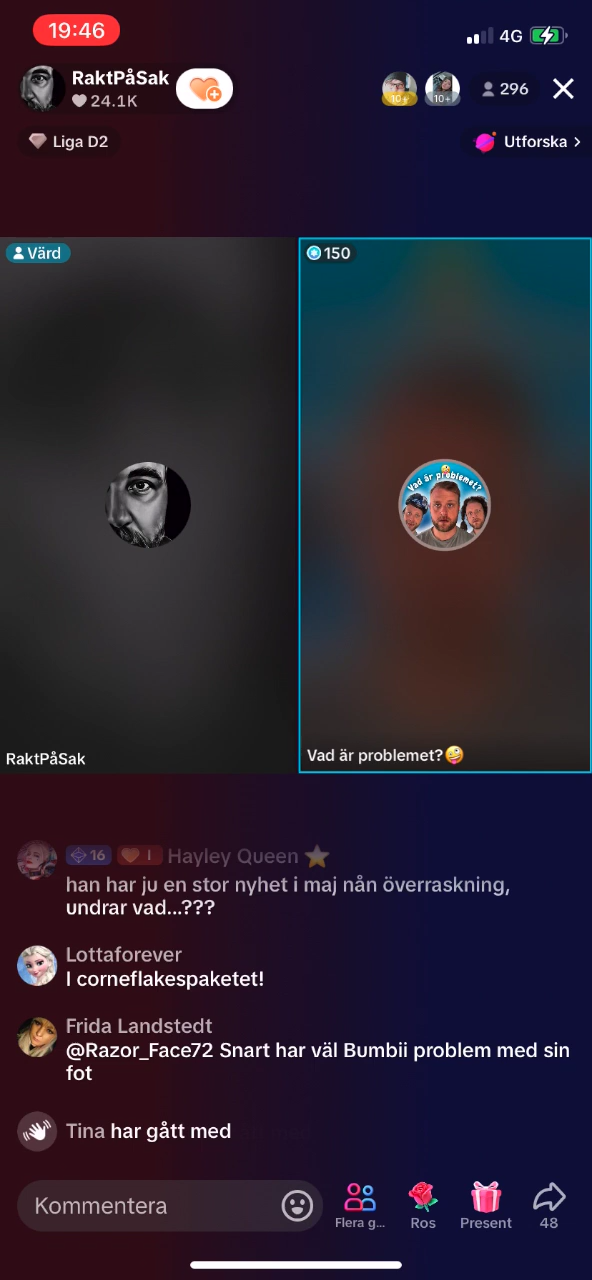 19:46
4G
RaktPåSak
24.1K
10+
10+
296
Liga D2
Utforska >
Värd
150
Vad är problemet?
RaktPåSak
Vad är problemet?🤪
16 I Hayley Queen ⭐
han har ju en stor nyhet i maj nån överraskning,
undrar vad...???
Lottaforever
I corneflakespaketet!
Frida Landstedt
@Razor_Face72 Snart har väl Bumbii problem med sin
fot
Tina har gått med
Kommentera
Flera g...
Ros
Present
48